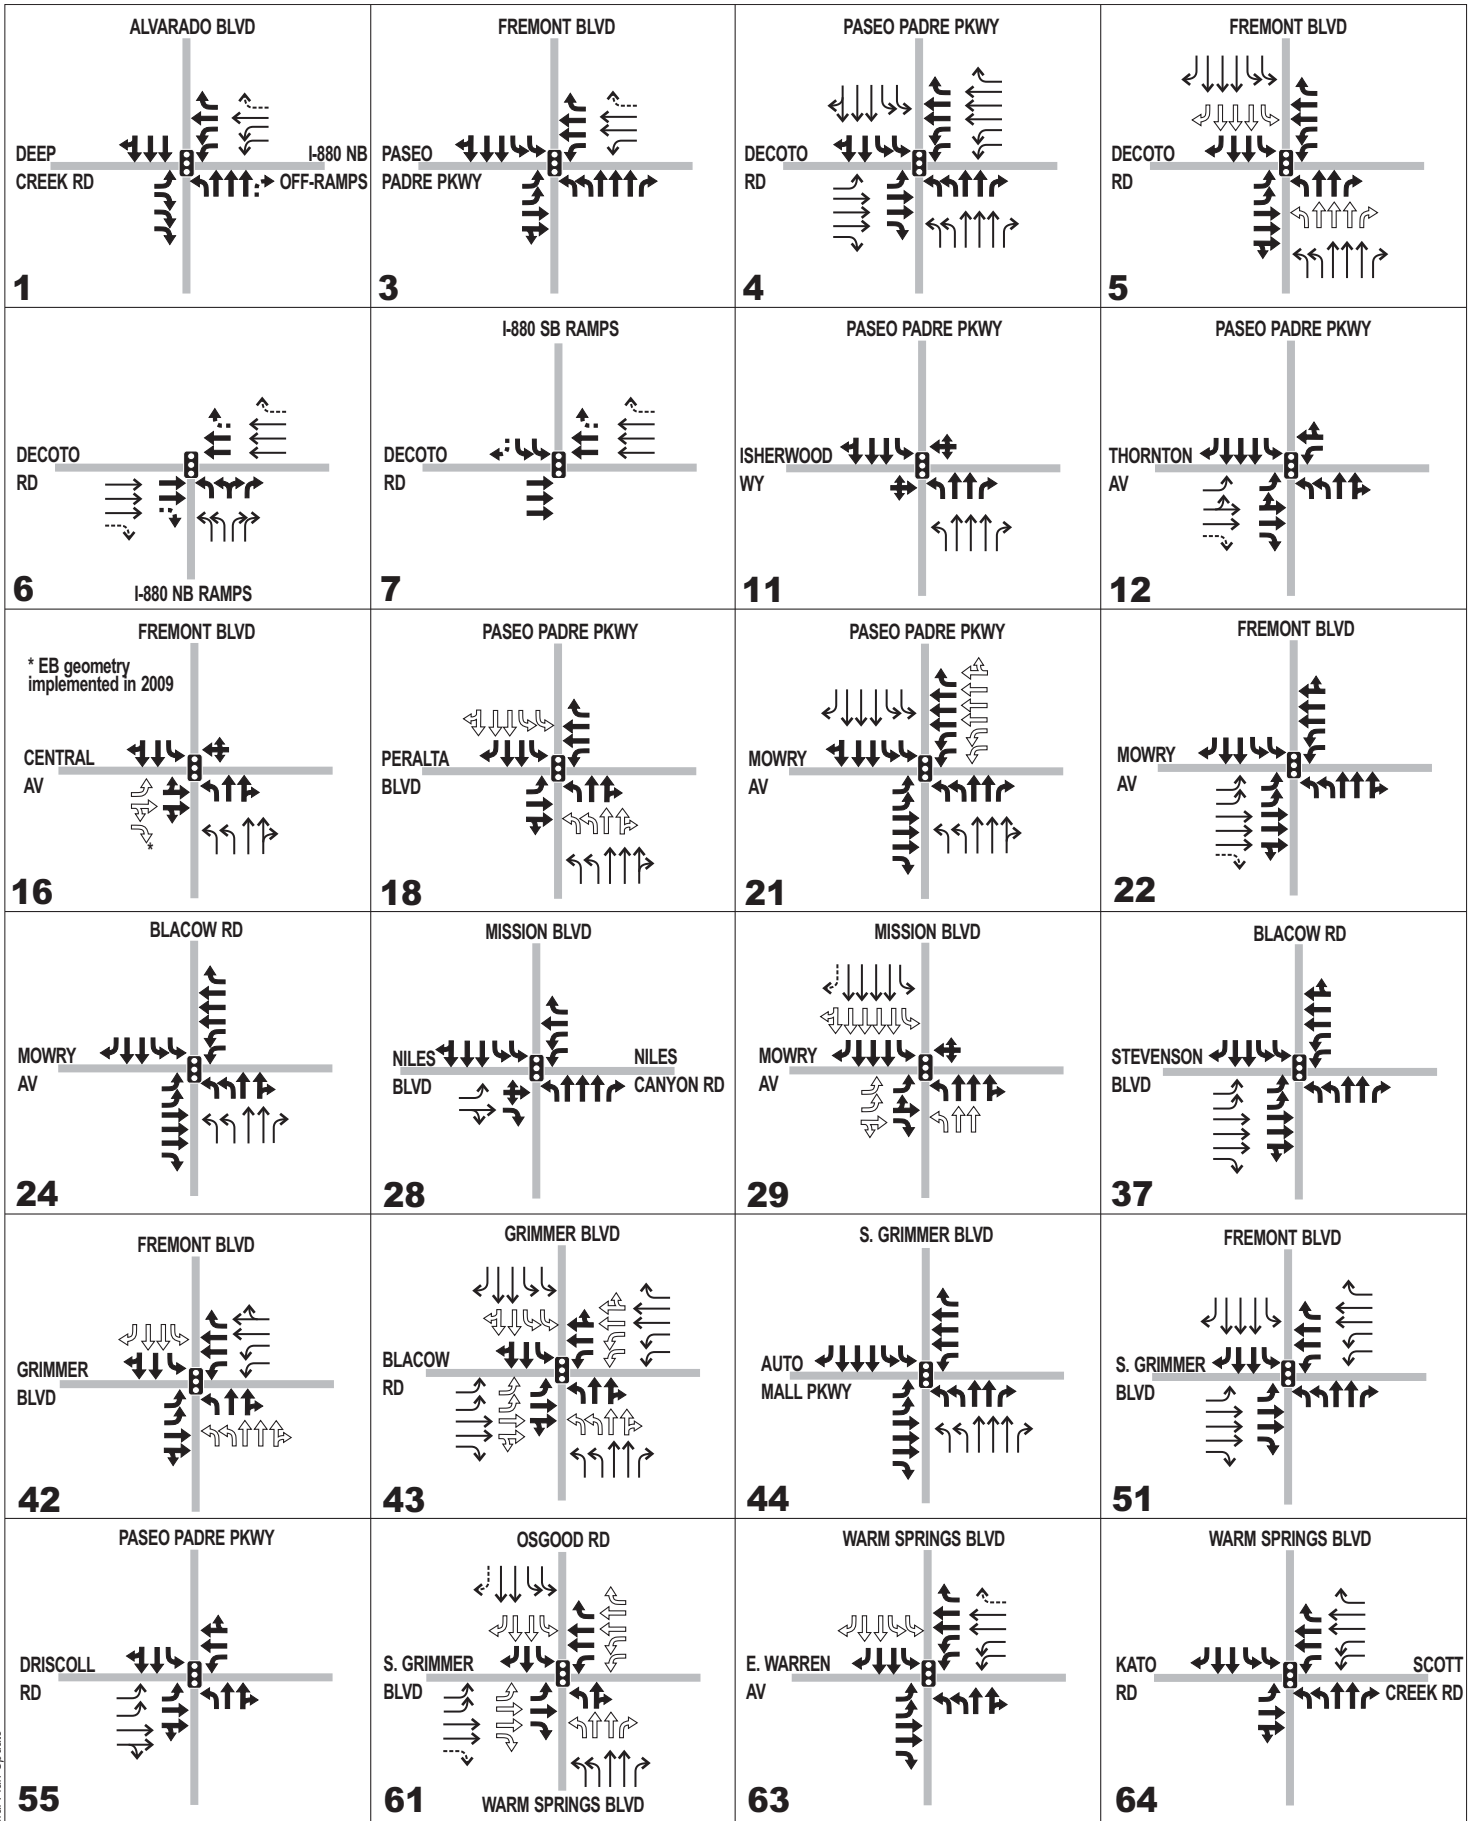 ALVARADO BLVD
DEEP
CREEK RD
I-880 NB
OFF-RAMPS
1
FREMONT BLVD
PASEO
PADRE PKWY
3
PASEO PADRE PKWY
DECOTO
RD
4
FREMONT BLVD
DECOTO
RD
5
DECOTO
RD
6
I-880 NB RAMPS
I-880 SB RAMPS
DECOTO
RD
7
PASEO PADRE PKWY
ISHERWOOD
WY
11
PASEO PADRE PKWY
THORNTON
AV
12
FREMONT BLVD
* EB geometry
implemented in 2009
CENTRAL
AV
*
16
PASEO PADRE PKWY
PERALTA
BLVD
18
PASEO PADRE PKWY
MOWRY
AV
21
FREMONT BLVD
MOWRY
AV
22
BLACOW RD
MOWRY
AV
24
MISSION BLVD
NILES
BLVD
NILES
CANYON RD
28
MISSION BLVD
MOWRY
AV
29
BLACOW RD
STEVENSON
BLVD
37
FREMONT BLVD
GRIMMER
BLVD
42
GRIMMER BLVD
BLACOW
RD
43
S. GRIMMER BLVD
AUTO
MALL PKWY
44
FREMONT BLVD
S. GRIMMER
BLVD
51
PASEO PADRE PKWY
DRISCOLL
RD
55
OSGOOD RD
S. GRIMMER
BLVD
61
WARM SPRINGS BLVD
WARM SPRINGS BLVD
E. WARREN
AV
63
WARM SPRINGS BLVD
KATO
RD
SCOTT
CREEK RD
64